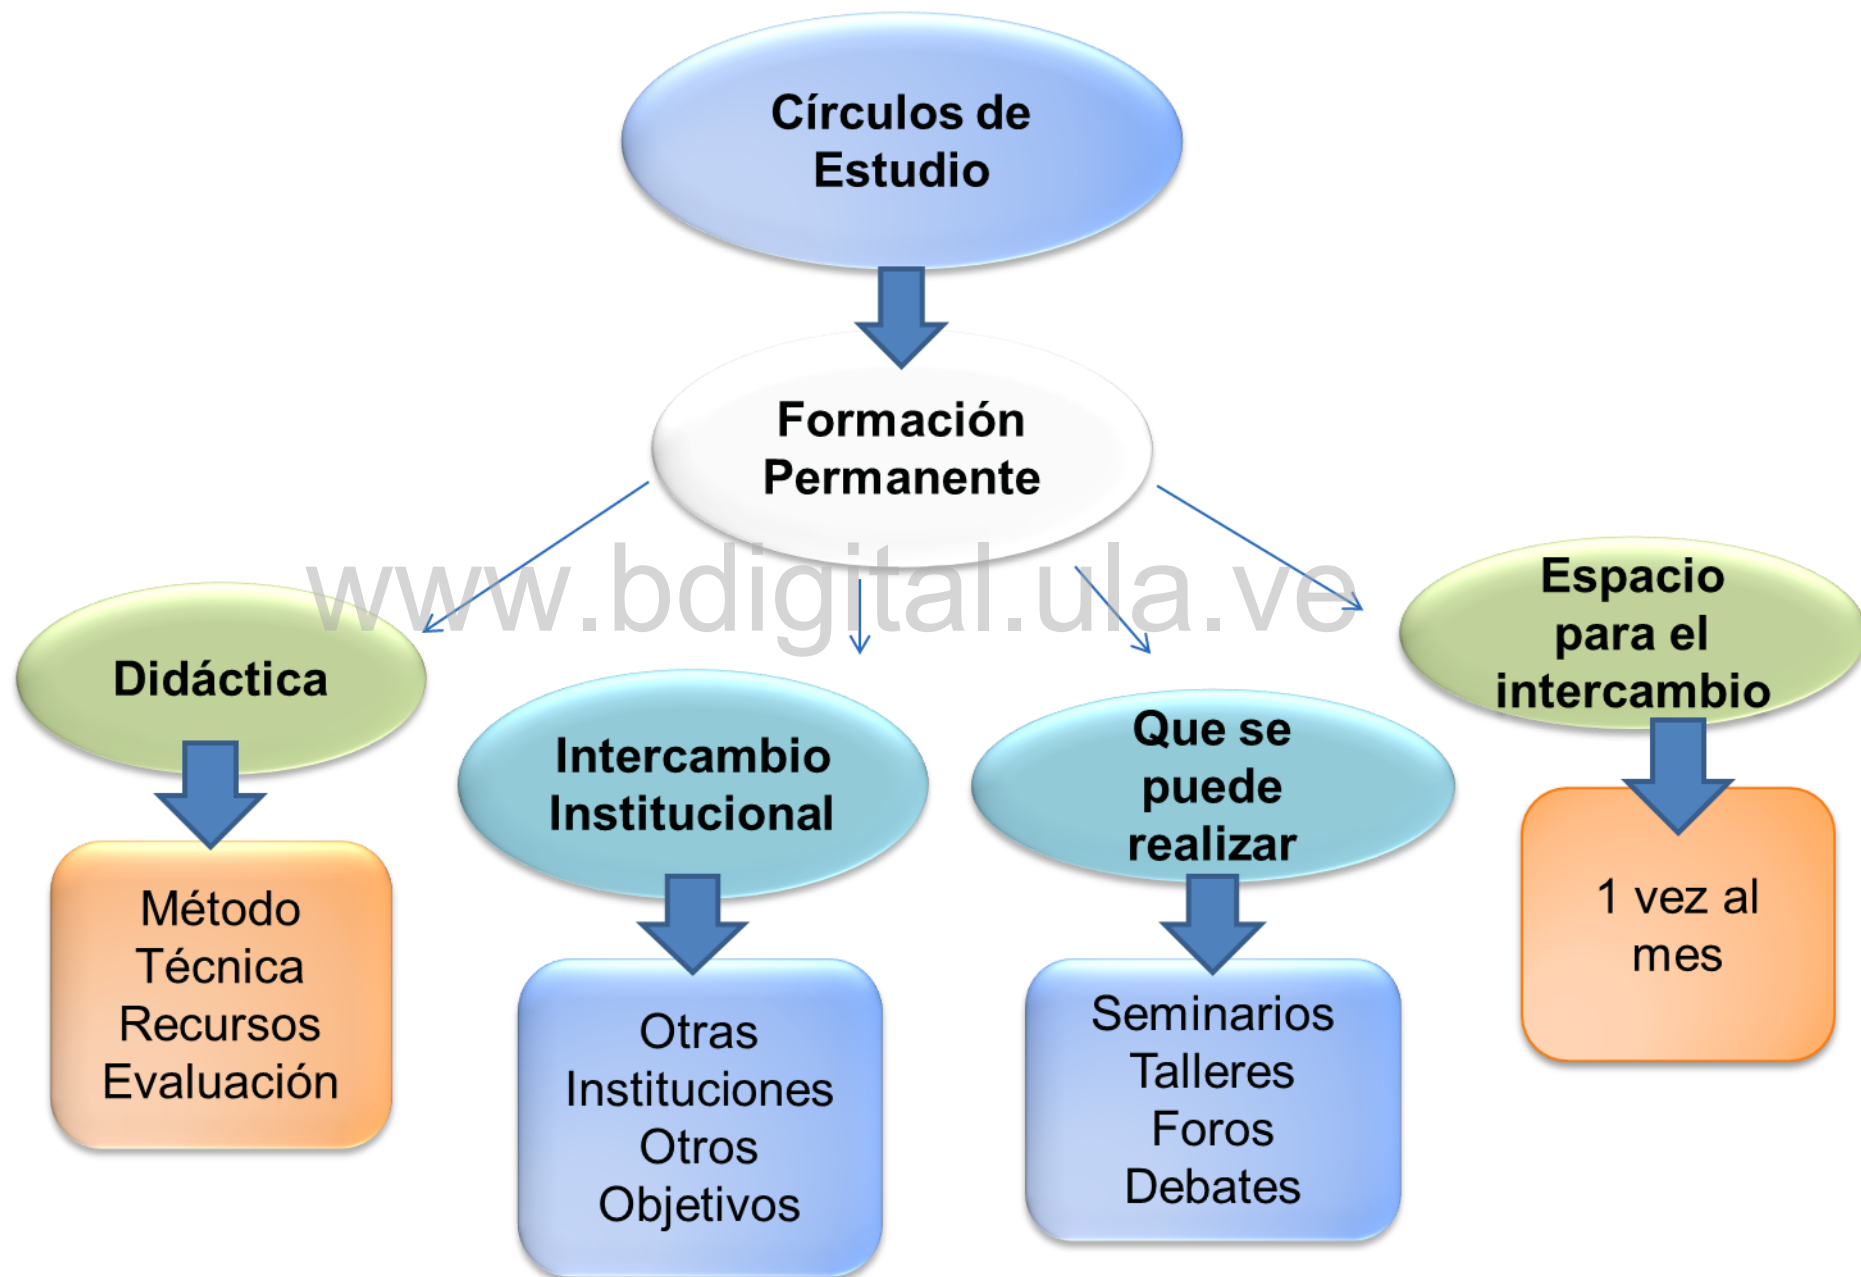 Círculos de
Estudio
Formación
Permanente
www.bdigital.ula.ve
Didáctica
Método
Técnica
Recursos
Evaluación
Intercambio
Institucional
Otras
Instituciones
Otros
Objetivos
Que se
puede
realizar
Seminarios
Talleres
Foros
Debates
Espacio
para el
intercambio
1 vez al
mes